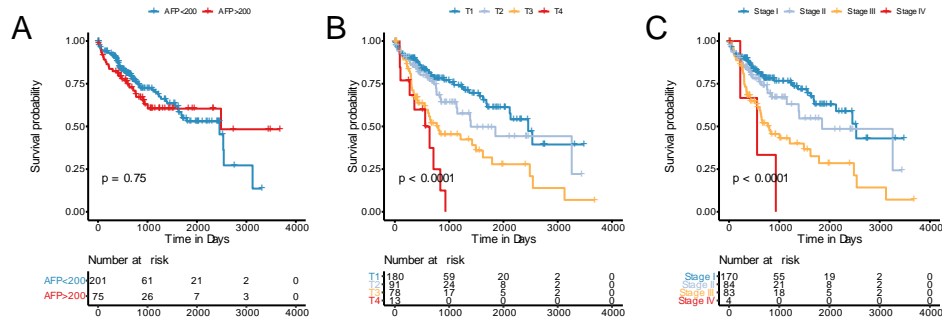 A
AFP<200 AFP>200
Survival probability
1.00
0.75
0.50
0.25
0.00
p = 0.75
0 1000 2000 3000 4000
Time in Days
Number at risk
AFP<200 201 61 21 2 0
AFP>200 75 26 7 3 0
0 1000 2000 3000 4000
B
T1 T2 T3 T4
Survival probability
1.00
0.75
0.50
0.25
0.00
p < 0.0001
0 1000 2000 3000 4000
Time in Days
Number at risk
T1 180 59 20 2 0
T2 91 24 8 2 0
T3 78 17 5 2 0
T4 13 0 0 0 0
0 1000 2000 3000 4000
C
Stage I Stage II Stage III Stage IV
Survival probability
1.00
0.75
0.50
0.25
0.00
p < 0.0001
0 1000 2000 3000 4000
Time in Days
Number at risk
Stage I 170 55 19 2 0
Stage II 84 21 8 2 0
Stage III 83 18 5 2 0
Stage IV 4 0 0 0 0
0 1000 2000 3000 4000